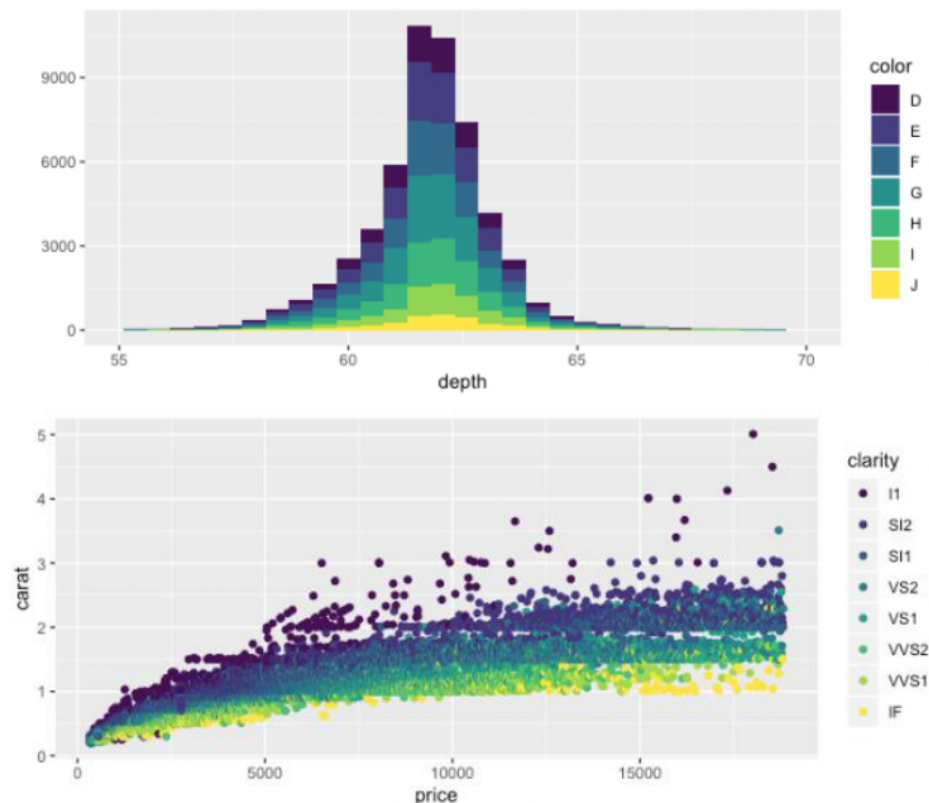 color
9000
D
E
6000
F
G
3000
H
I
0
J
55 60 65 70
depth
5
clarity
I1
4
SI2
SI1
3
VS2
carat
2
VS1
VVS2
1
VVS1
IF
0
0 5000 10000 15000
price